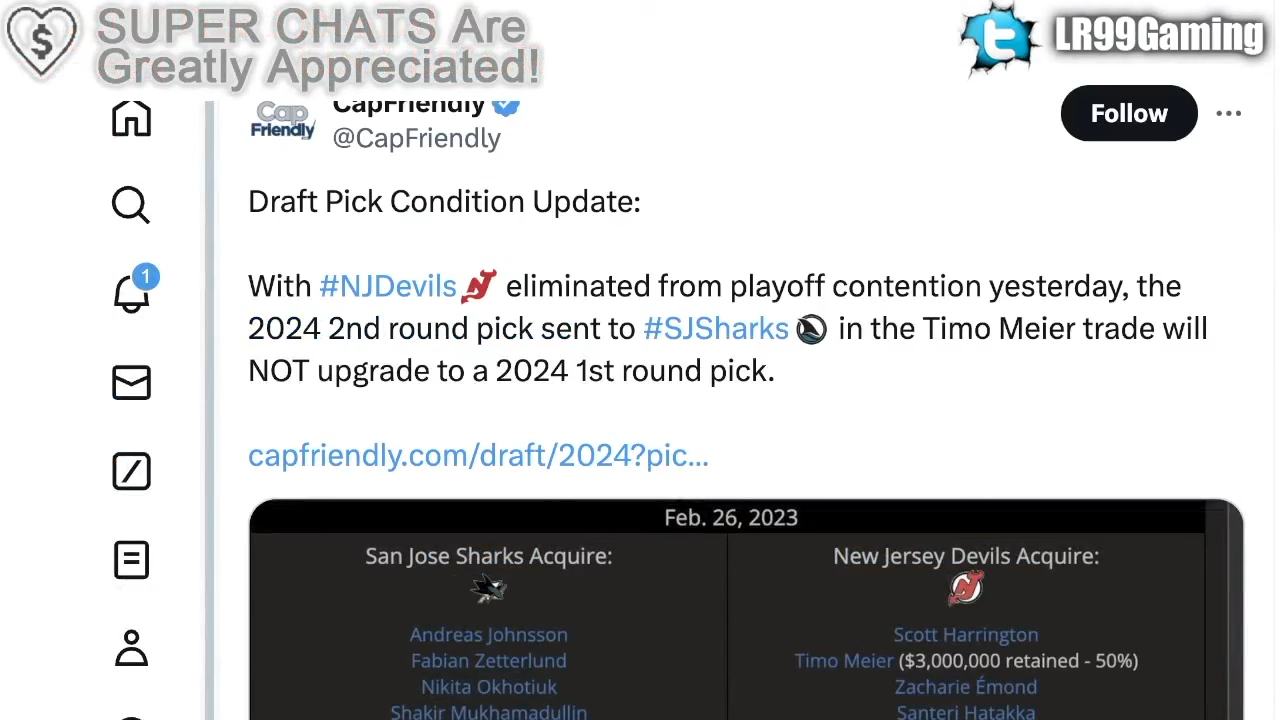 SUPER CHATS Are
Greatly Appreciated!
LR99Gaming
Cap
Friendly
CapFriendly
@CapFriendly
Follow
Draft Pick Condition Update:
1
With #NJDevils eliminated from playoff contention yesterday, the
2024 2nd round pick sent to #SJSharks in the Timo Meier trade will
NOT upgrade to a 2024 1st round pick.
capfriendly.com/draft/2024?pic...
Feb. 26, 2023
San Jose Sharks Acquire:
New Jersey Devils Acquire:
Andreas Johnsson
Scott Harrington
Fabian Zetterlund
Timo Meier ($3,000,000 retained - 50%)
Nikita Okhotiuk
Zacharie Émond
Shakir Mukhamadullin
Santeri Hatakka